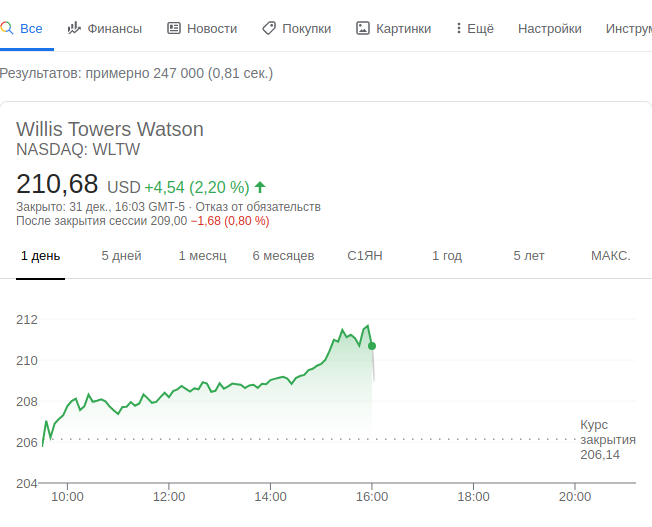 Все Финансы Новости Покупки Картинки Ещё Настройки Инструм
Результатов: примерно 247 000 (0,81 сек.)
Willis Towers Watson
NASDAQ: WLTW
210,68 USD +4,54 (2,20 %)
Закрыто: 31 дек., 16:03 GMT-5 · Отказ от обязательств
После закрытия сессии 209,00 −1,68 (0,80 %)
1 день 5 дней 1 месяц 6 месяцев С1ЯН 1 год 5 лет МАКС.
212
210
208
206
204
Курс
закрытия
206,14
10:00 12:00 14:00 16:00 18:00 20:00